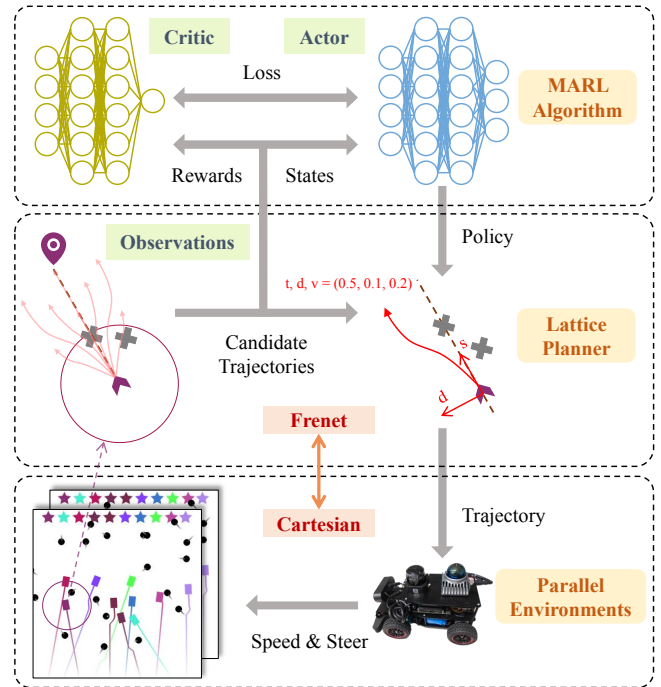 Critic
Actor
Loss
MARL
Algorithm
Rewards
States
Observations
Policy
t, d, v = (0.5, 0.1, 0.2)
Lattice
Planner
Candidate
Trajectories
s
d
Frenet
Cartesian
Trajectory
Parallel
Environments
Speed & Steer